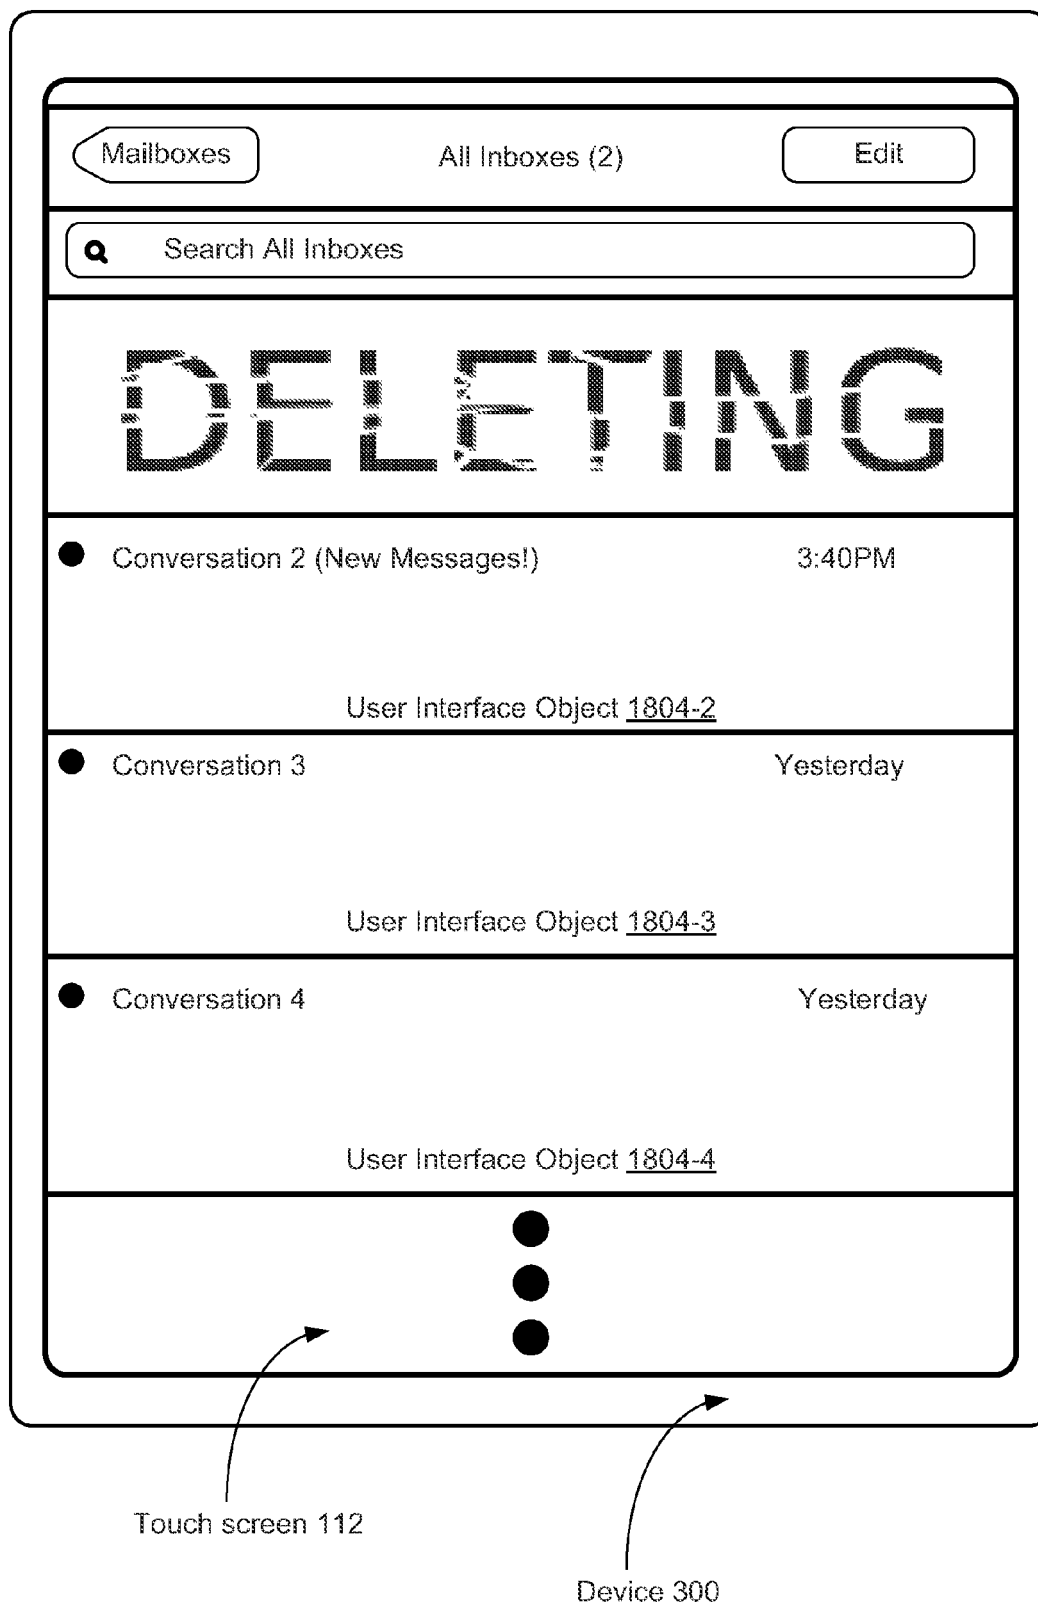 Mailboxes All Inboxes (2) Edit
Search All Inboxes
DELETING
Conversation 2 (New Messages!) 3:40PM
User Interface Object 1804-2
Conversation 3 Yesterday
User Interface Object 1804-3
Conversation 4 Yesterday
User Interface Object 1804-4
Touch screen 112
Device 300